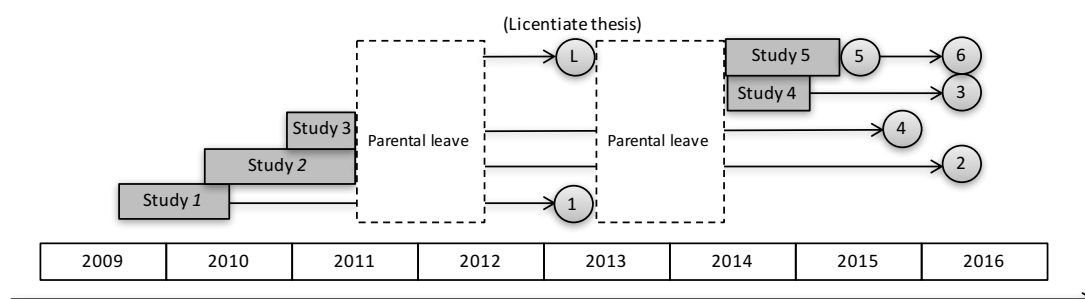 (Licentiate thesis)
L
Study 5
5
6
Study 4
3
Study 3
Parental leave
Parental leave
4
Study 2
2
Study 1
1
2009
2010
2011
2012
2013
2014
2015
2016